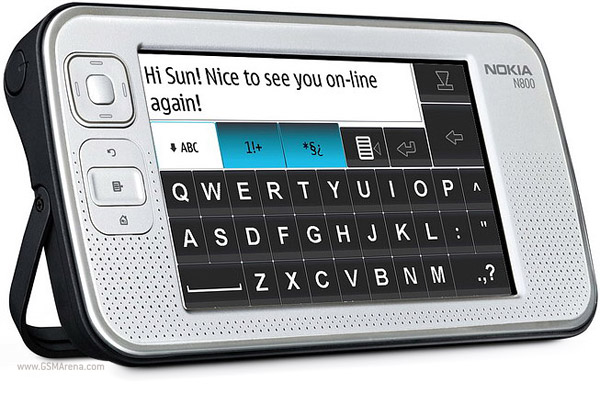 Hi Sun! Nice to see you on-line
again!
NOKIA
N800
ABC 1!+ *§¿
Q W E R T Y U I O P ^
A S D F G H J K L : "
Z X C V B N M .,?
www.GSMArena.com